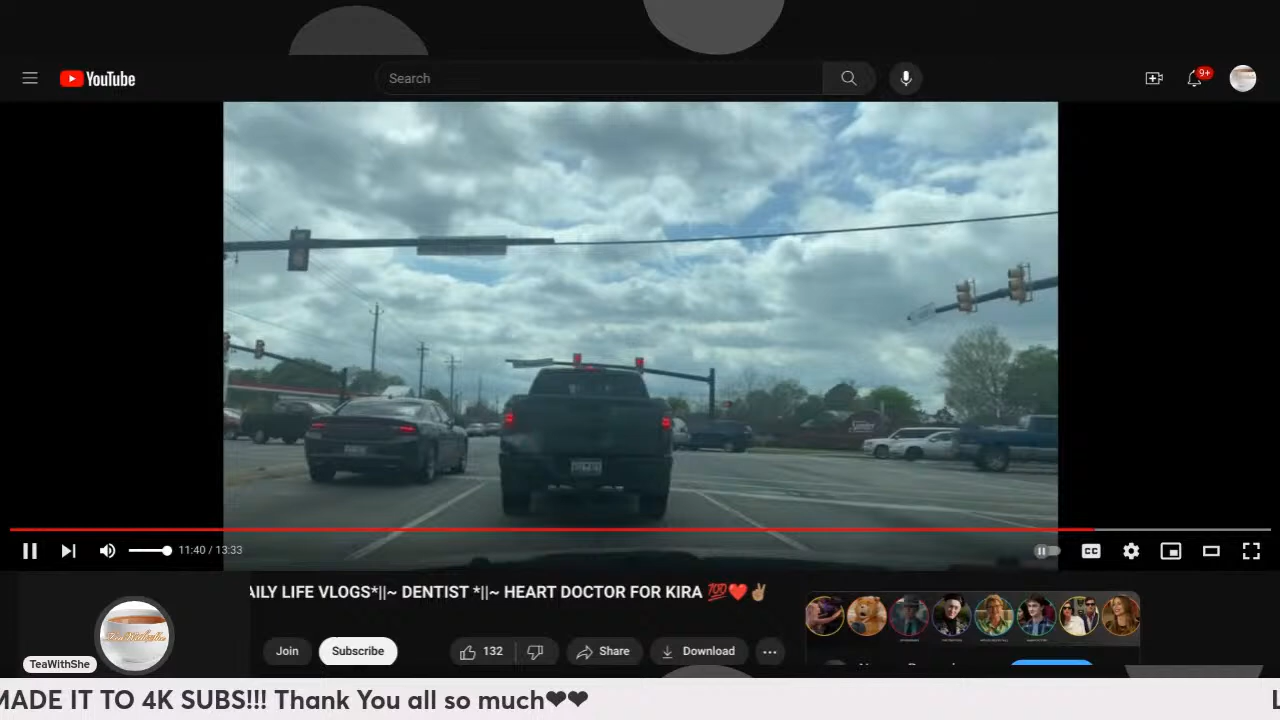 YouTube
Search
9+
11:40 / 13:33
CC
AILY LIFE VLOGS*||~ DENTIST *||~ HEART DOCTOR FOR KIRA 💯❤️✌🏽
Join
Subscribe
132
Share
Download
TeaWithShe
MADE IT TO 4K SUBS!!! Thank You all so much❤❤